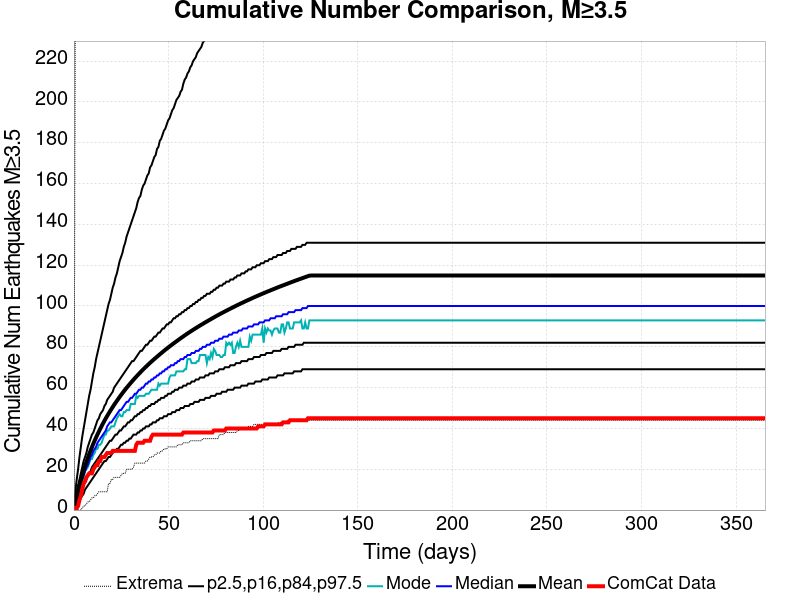 Cumulative Number Comparison, M≥3.5
Cumulative Num Earthquakes M≥3.5
220
200
180
160
140
120
100
80
60
40
20
0
0 50 100 150 200 250 300 350
Time (days)
Extrema p2.5,p16,p84,p97.5 Mode Median Mean ComCat Data